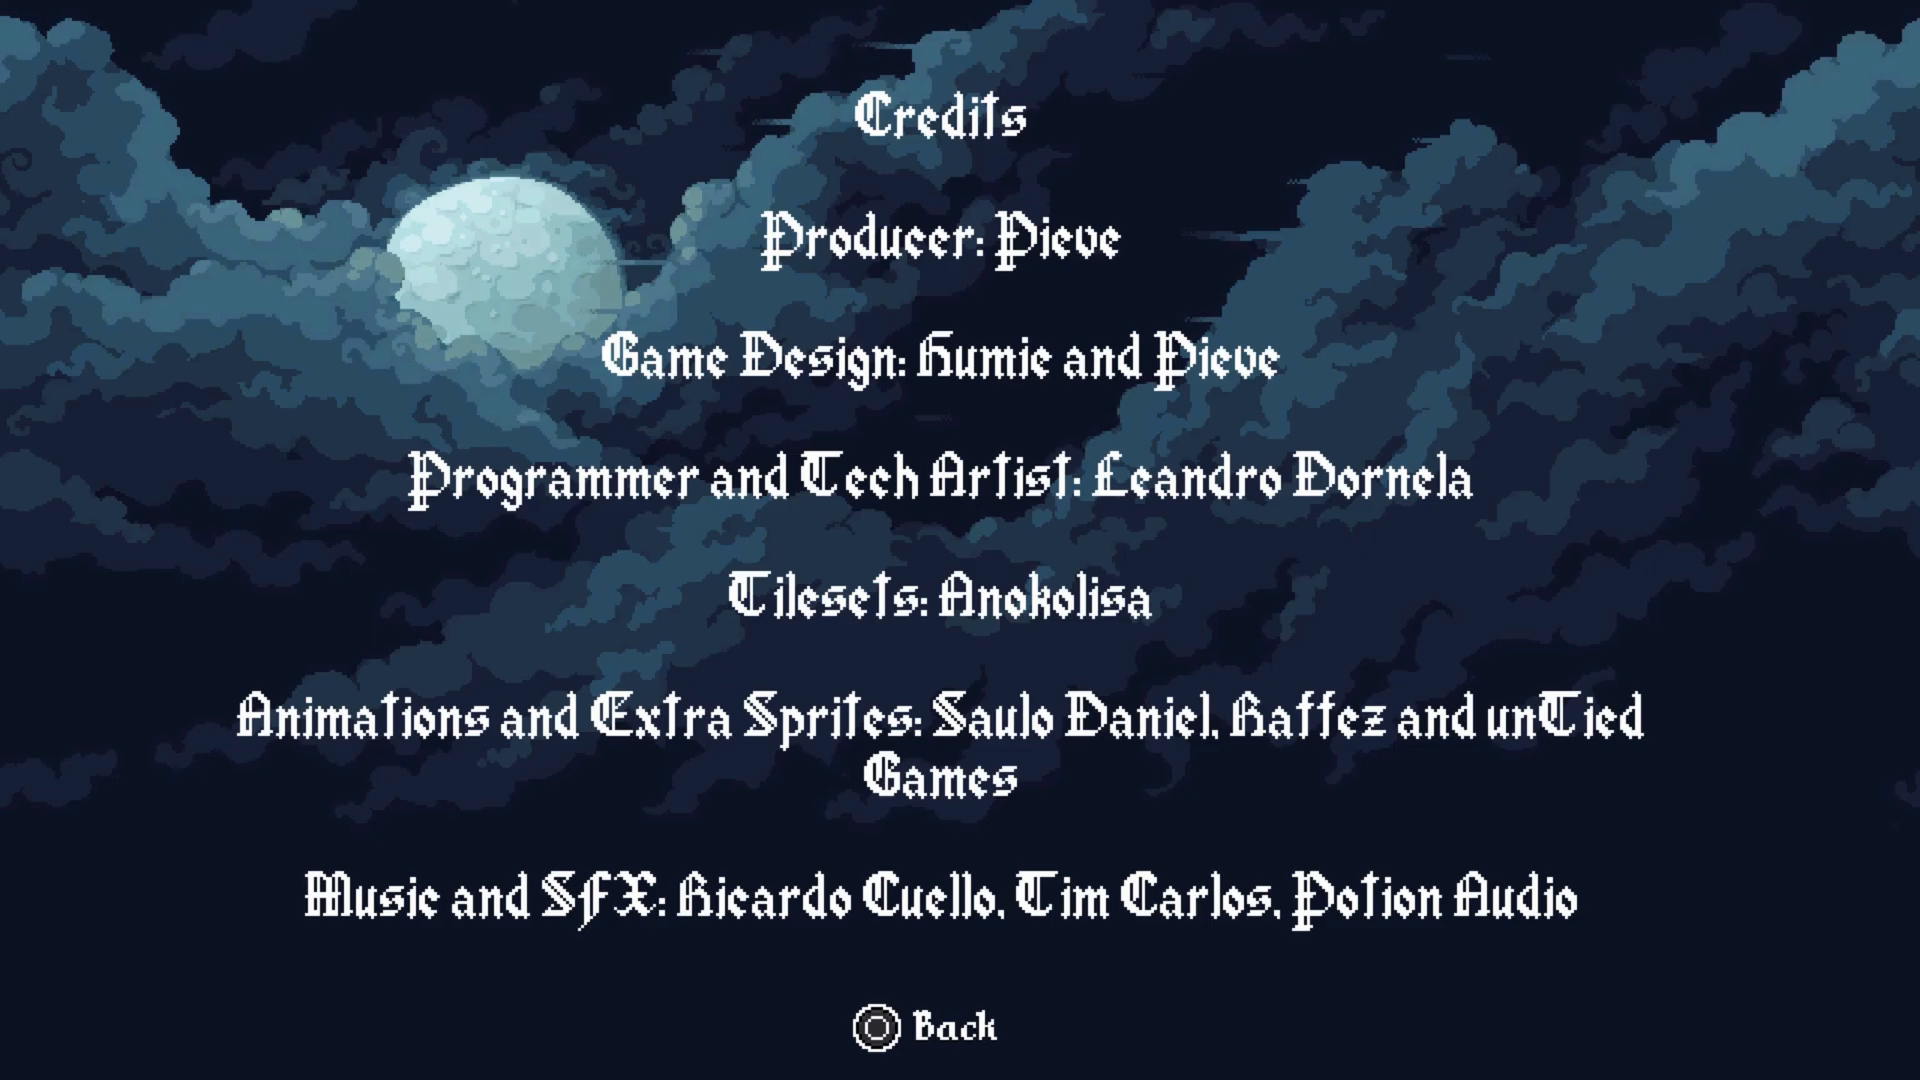 Credits
Producer: Pieve
Game Design: Humie and Pieve
Programmer and Tech Artist: Leandro Dornela
Tilesets: Anokolisa
Animations and Extra Sprites: Saulo Daniel, Raffez and unTied
Games
Music and SFX: Ricardo Cuello, Tim Carlos, Potion Audio
Back